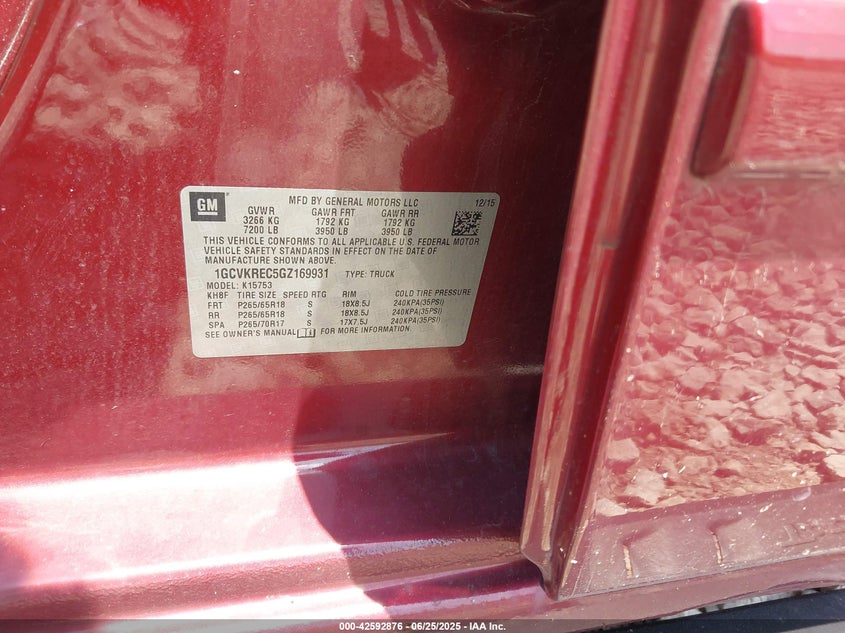 GM
MFD BY GENERAL MOTORS LLC 12/15
GVWR GAWR FRT GAWR RR
3266 KG 1792 KG 1792 KG
7200 LB 3950 LB 3950 LB
THIS VEHICLE CONFORMS TO ALL APPLICABLE U.S. FEDERAL MOTOR
VEHICLE SAFETY STANDARDS IN EFFECT ON THE DATE OF
MANUFACTURE SHOWN ABOVE.
1GCVKREC5GZ169931 TYPE: TRUCK
MODEL: K15753
KH8F TIRE SIZE SPEED RTG RIM COLD TIRE PRESSURE
FRT P265/65R18 S 18X8.5J 240KPA(35PSI)
RR P265/65R18 S 18X8.5J 240KPA(35PSI)
SPA P265/70R17 S 17X7.5J 240KPA(35PSI)
SEE OWNER'S MANUAL FOR MORE INFORMATION.
000-42592876 - 06/25/2025 - IAA Inc.